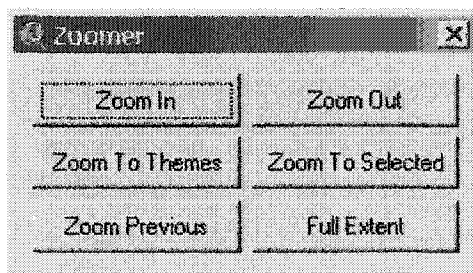 Zoomer
Zoom In
Zoom Out
Zoom To Themes
Zoom To Selected
Zoom Previous
Full Extent